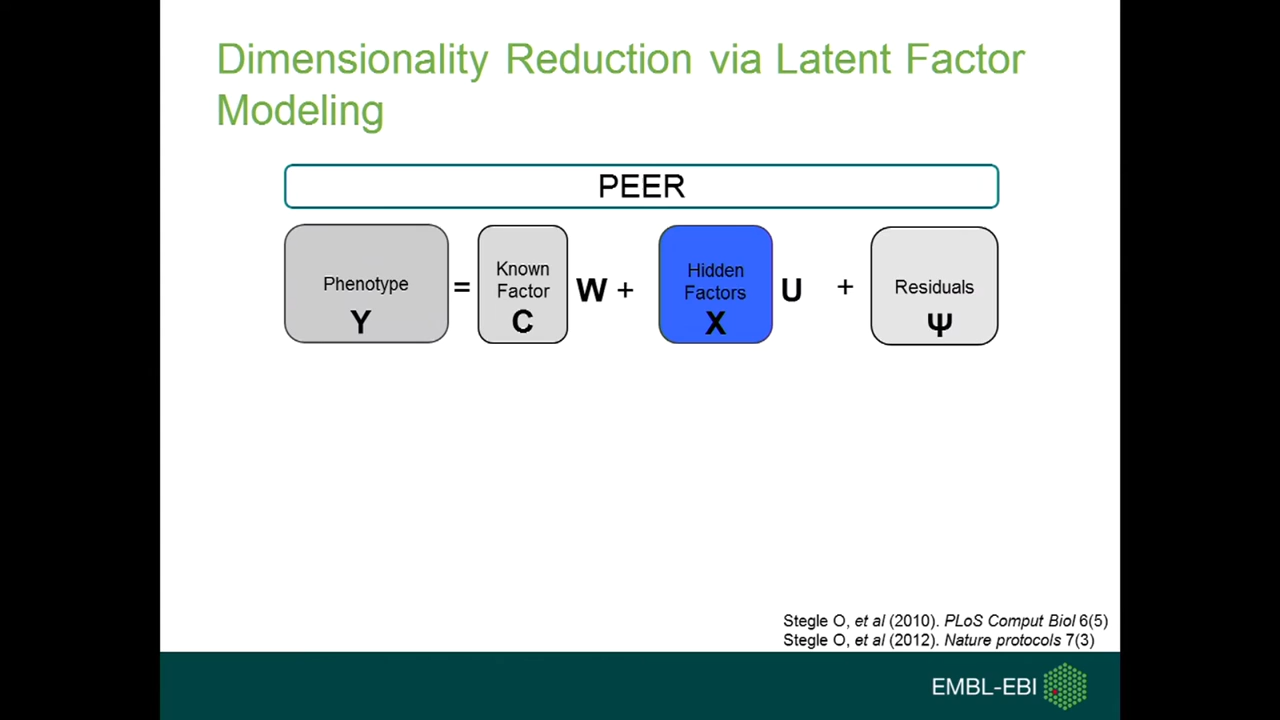 Dimensionality Reduction via Latent Factor
Modeling
PEER
Phenotype
Y
=
Known
Factor
C
W +
Hidden
Factors
X
U
+
Residuals
Ψ
Stegle O, et al (2010). PLoS Comput Biol 6(5)
Stegle O, et al (2012). Nature protocols 7(3)
EMBL-EBI